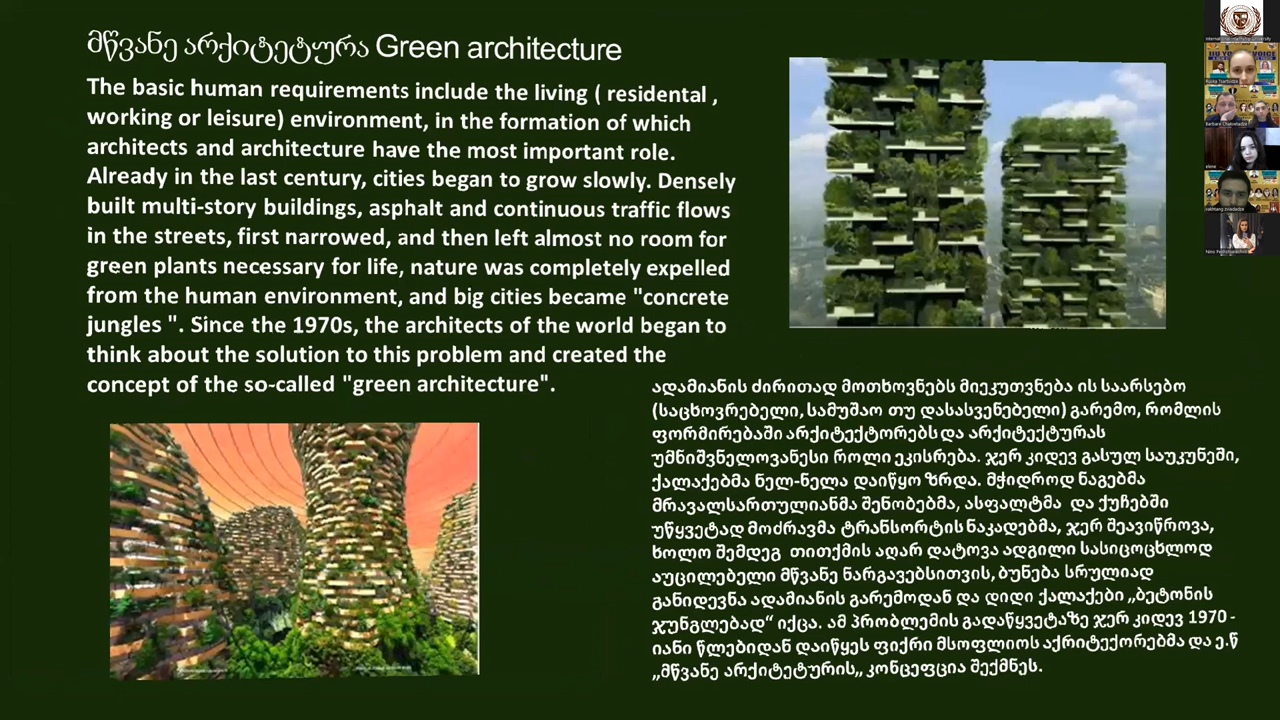 მწვანე არქიტეტურა Green architecture
The basic human requirements include the living ( residental ,
working or leisure) environment, in the formation of which
architects and architecture have the most important role.
Already in the last century, cities began to grow slowly. Densely
built multi-story buildings, asphalt and continuous traffic flows
in the streets, first narrowed, and then left almost no room for
green plants necessary for life, nature was completely expelled
from the human environment, and big cities became "concrete
jungles ". Since the 1970s, the architects of the world began to
think about the solution to this problem and created the
concept of the so-called "green architecture".
ადამიანის ძირითად მოთხოვნებს მიეკუთვნება ის საარსებო
(საცხოვრებელი, სამუშაო თუ დასასვენებელი) გარემო, რომლის
ფორმირებაში არქიტექტორებს და არქიტექტურას
უმნიშვნელოვანესი როლი ეკისრება. ჯერ კიდევ გასულ საუკუნეში,
ქალაქებმა ნელ-ნელა დაიწყო ზრდა. მჭიდროდ ნაგებმა
მრავალსართულიანმა შენობებმა, ასფალტმა და ქუჩებში
უწყვეტად მოძრავმა ტრანსორტის ნაკადებმა, ჯერ შეავიწროვა,
ხოლო შემდეგ თითქმის აღარ დატოვა ადგილი სასიცოცხლოდ
აუცილებელი მწვანე ნარგავებსითვის, ბუნება სრულიად
განიდევნა ადამიანის გარემოდან და დიდი ქალაქები „ბეტონის
ჯუნგლებად“ იქცა. ამ პრობლემის გადაწყვეტაზე ჯერ კიდევ 1970 -
იანი წლებიდან დაიწყეს ფიქრი მსოფლიოს აქრიტექორებმა და ე.წ
„მწვანე არქიტეტურის„ კონცეფცია შექმნეს.